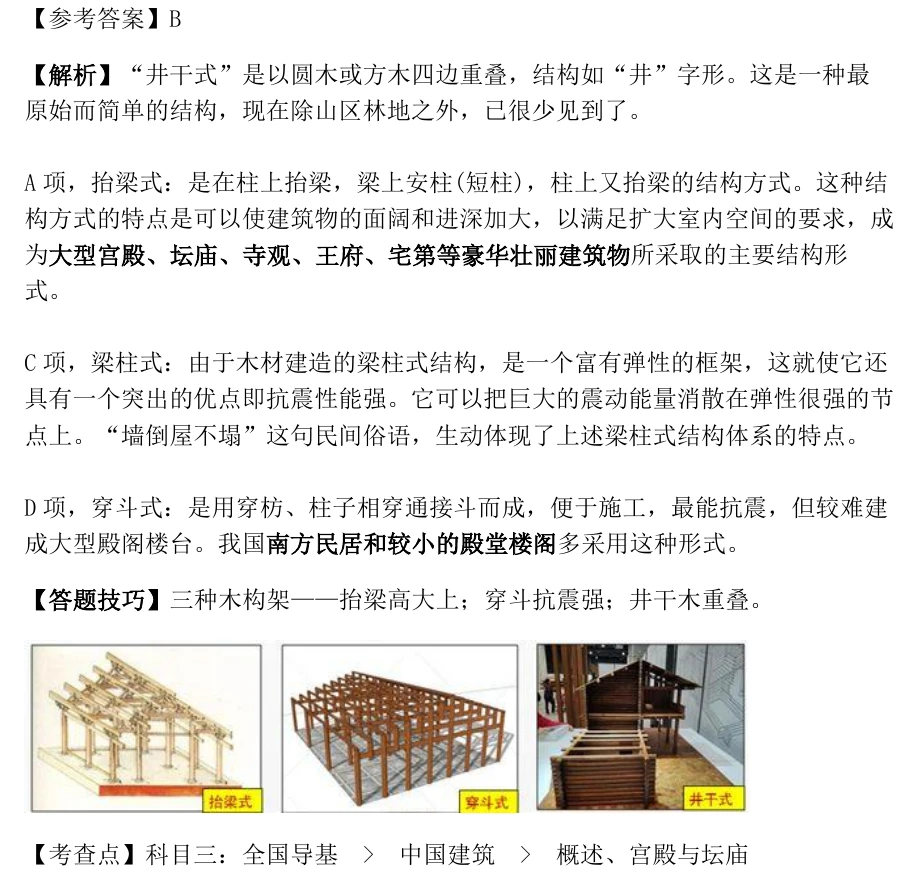 【参考答案】B
【解析】“井干式”是以圆木或方木四边重叠，结构如“井”字形。这是一种最
原始而简单的结构，现在除山区林地之外，已很少见到了。
A 项，抬梁式：是在柱上抬梁，梁上安柱(短柱)，柱上又抬梁的结构方式。这种结
构方式的特点是可以使建筑物的面阔和进深加大，以满足扩大室内空间的要求，成
为大型宫殿、坛庙、寺观、王府、宅第等豪华壮丽建筑物所采取的主要结构形
式。
C 项，梁柱式：由于木材建造的梁柱式结构，是一个富有弹性的框架，这就使它还
具有一个突出的优点即抗震性能强。它可以把巨大的震动能量消散在弹性很强的节
点上。“墙倒屋不塌”这句民间俗语，生动体现了上述梁柱式结构体系的特点。
D 项，穿斗式：是用穿枋、柱子相穿通接斗而成，便于施工，最能抗震，但较难建
成大型殿阁楼台。我国南方民居和较小的殿堂楼阁多采用这种形式。
【答题技巧】三种木构架——抬梁高大上；穿斗抗震强；井干木重叠。
抬梁式
穿斗式
井干式
【考查点】科目三：全国导基 > 中国建筑 > 概述、宫殿与坛庙